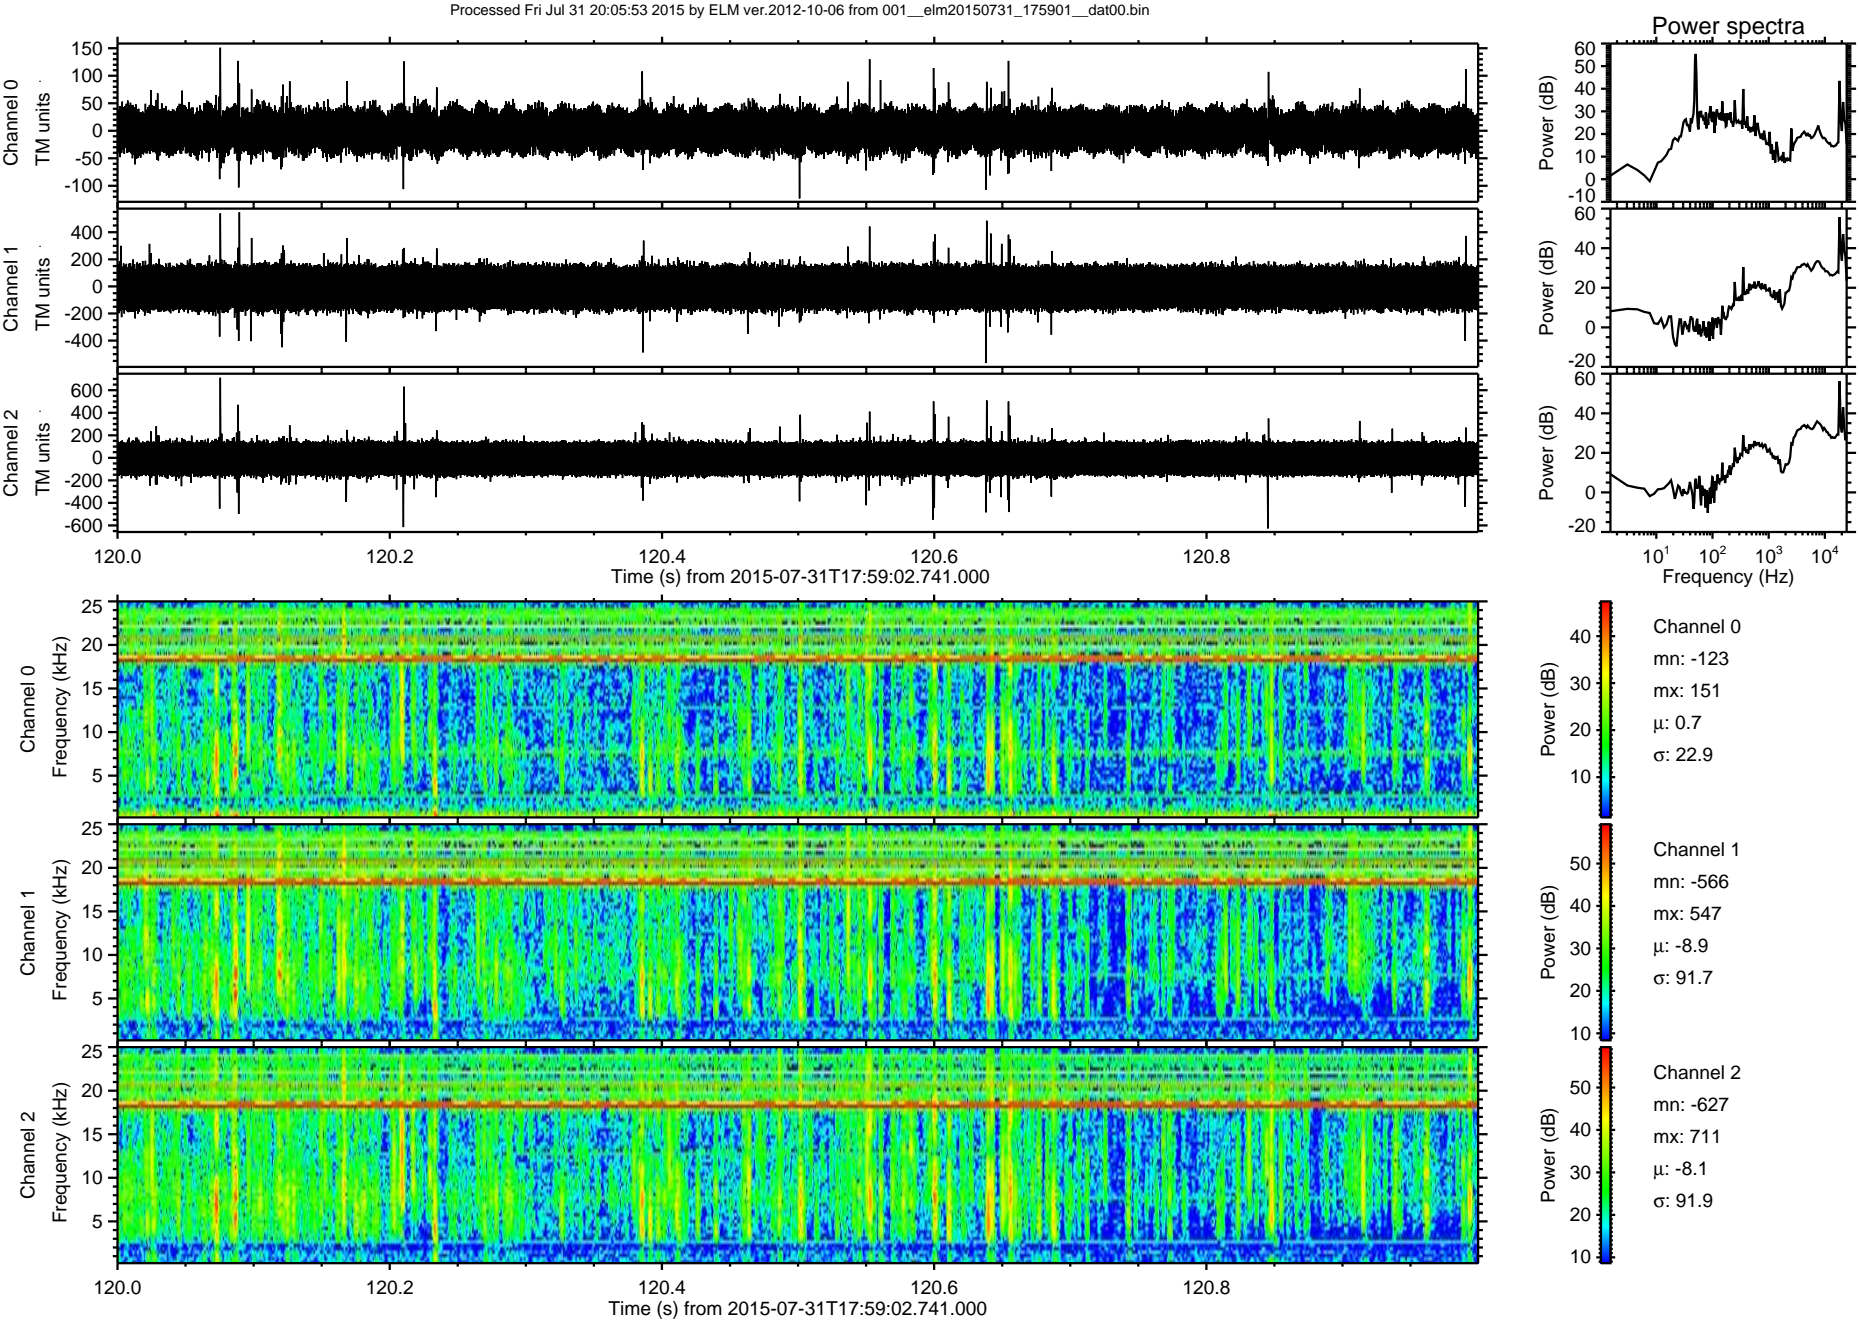 Processed Fri Jul 31 20:05:53 2015 by ELM ver.2012-10-06 from 001__elm20150731_175901__dat00.bin
Power spectra
Channel 0
TM units
150
100
50
0
-50
-100
Power (dB)
60
50
40
30
20
10
0
-10
Channel 1
TM units
400
200
0
-200
-400
Power (dB)
60
40
20
0
-20
Channel 2
TM units
600
400
200
0
-200
-400
-600
Power (dB)
60
40
20
0
-20
120.0 120.2 120.4 120.6 120.8
Time (s) from 2015-07-31T17:59:02.741.000
10^1 10^2 10^3 10^4
Frequency (Hz)
Channel 0
Frequency (kHz)
25
20
15
10
5
Power (dB)
40
30
20
10
Channel 0
mn: -123
mx: 151
μ: 0.7
σ: 22.9
Channel 1
Frequency (kHz)
25
20
15
10
5
Power (dB)
50
40
30
20
10
Channel 1
mn: -566
mx: 547
μ: -8.9
σ: 91.7
Channel 2
Frequency (kHz)
25
20
15
10
5
Power (dB)
50
40
30
20
10
Channel 2
mn: -627
mx: 711
μ: -8.1
σ: 91.9
120.0 120.2 120.4 120.6 120.8
Time (s) from 2015-07-31T17:59:02.741.000